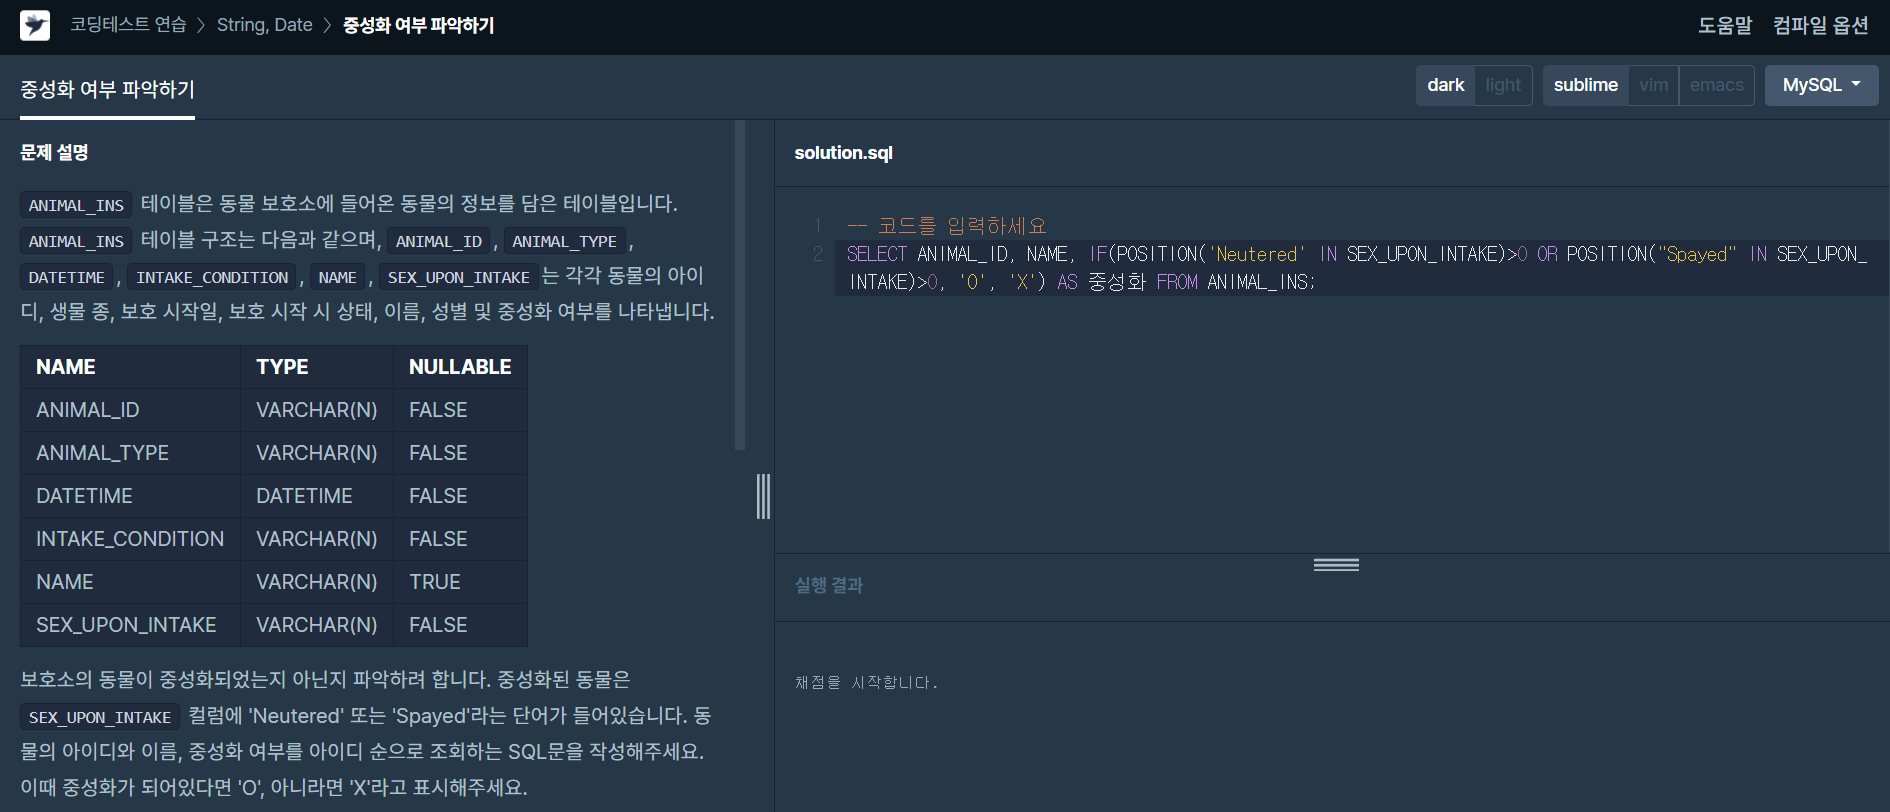 코딩테스트 연습 > String, Date > 중성화 여부 파악하기
도움말 컴파일 옵션
중성화 여부 파악하기
dark light sublime vim emacs MySQL
문제 설명
ANIMAL_INS 테이블은 동물 보호소에 들어온 동물의 정보를 담은 테이블입니다.
ANIMAL_INS 테이블 구조는 다음과 같으며, ANIMAL_ID , ANIMAL_TYPE ,
DATETIME , INTAKE_CONDITION , NAME , SEX_UPON_INTAKE 는 각각 동물의 아이
디, 생물 종, 보호 시작일, 보호 시작 시 상태, 이름, 성별 및 중성화 여부를 나타냅니다.
NAME TYPE NULLABLE
ANIMAL_ID VARCHAR(N) FALSE
ANIMAL_TYPE VARCHAR(N) FALSE
DATETIME DATETIME FALSE
INTAKE_CONDITION VARCHAR(N) FALSE
NAME VARCHAR(N) TRUE
SEX_UPON_INTAKE VARCHAR(N) FALSE
보호소의 동물이 중성화되었는지 아닌지 파악하려 합니다. 중성화된 동물은
SEX_UPON_INTAKE 컬럼에 'Neutered' 또는 'Spayed'라는 단어가 들어있습니다. 동
물의 아이디와 이름, 중성화 여부를 아이디 순으로 조회하는 SQL문을 작성해주세요.
이때 중성화가 되어있다면 'O', 아니라면 'X'라고 표시해주세요.
solution.sql
1 -- 코드를 입력하세요
2 SELECT ANIMAL_ID, NAME, IF(POSITION('Neutered' IN SEX_UPON_INTAKE)>0 OR POSITION("Spayed" IN SEX_UPON_
INTAKE)>0, 'O', 'X') AS 중성화 FROM ANIMAL_INS;
실행 결과
채점을 시작합니다.